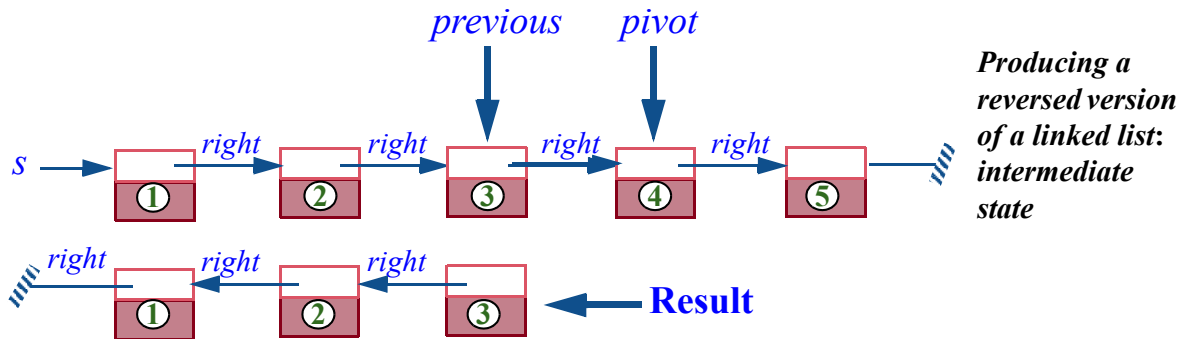 previous pivot
Producing a
reversed version
of a linked list:
intermediate
state
s right right right right
1 2 3 4 5
right right right
1 2 3 Result